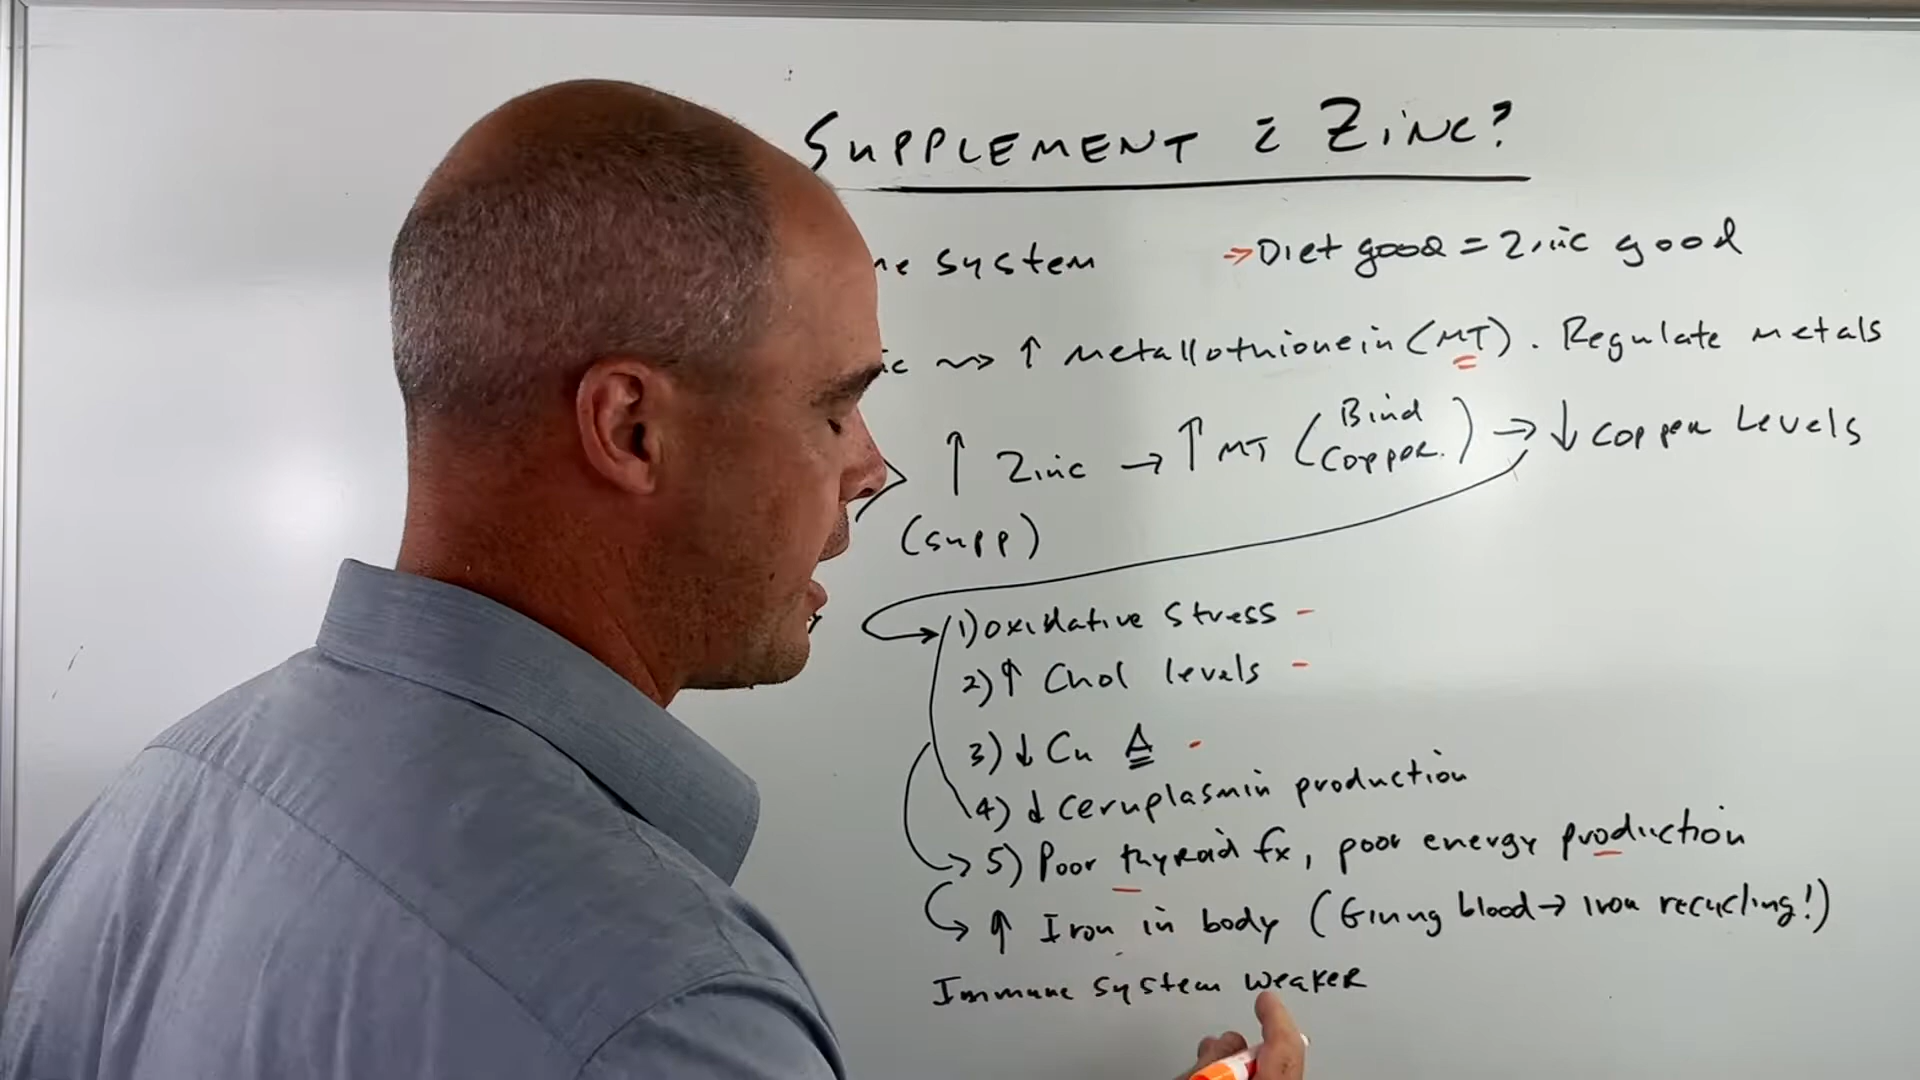 SUPPLEMENT c̄ ZINC?
ne system
→Diet good = Zinc good
ic ⇝ ↑ Metallothionein (MT). Regulate metals
↑ Zinc → ↑ MT (Bind Copper.) → ↓ Copper Levels
(supp)
1) oxidative stress -
2) ↑ Chol levels -
3) ↓ Cu Δ -
4) ↓ Ceruplasmin production
→ 5) Poor thyroid fx, poor energy production
→ ↑ Iron in body (Giving blood → iron recycling!)
Immune system weaker